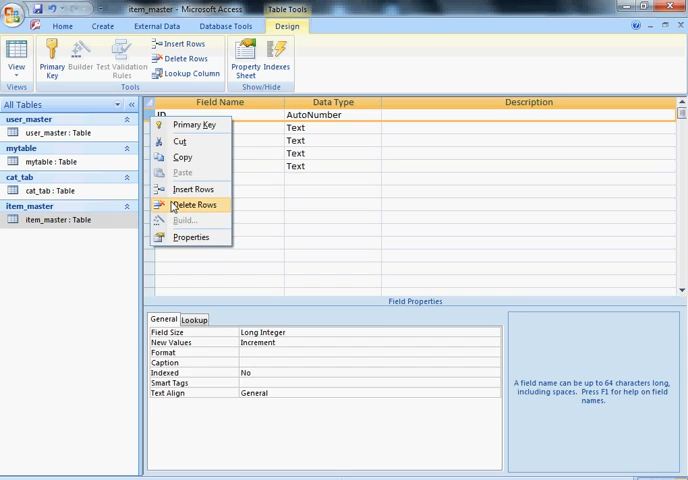 item_master - Microsoft Access
Table Tools
Home
Create
External Data
Database Tools
Design
View
Views
Primary
Key
Builder
Test Validation
Rules
Insert Rows
Delete Rows
Lookup Column
Tools
Property
Sheet
Indexes
Show/Hide
All Tables
user_master
user_master : Table
mytable
mytable : Table
cat_tab
cat_tab : Table
item_master
item_master : Table
Field Name
Data Type
Description
ID
AutoNumber
Text
Text
Text
Text
Primary Key
Cut
Copy
Paste
Insert Rows
Delete Rows
Build...
Properties
Field Properties
General
Lookup
Field Size
Long Integer
New Values
Increment
Format
Caption
Indexed
No
Smart Tags
Text Align
General
A field name can be up to 64 characters long,
including spaces. Press F1 for help on field
names.